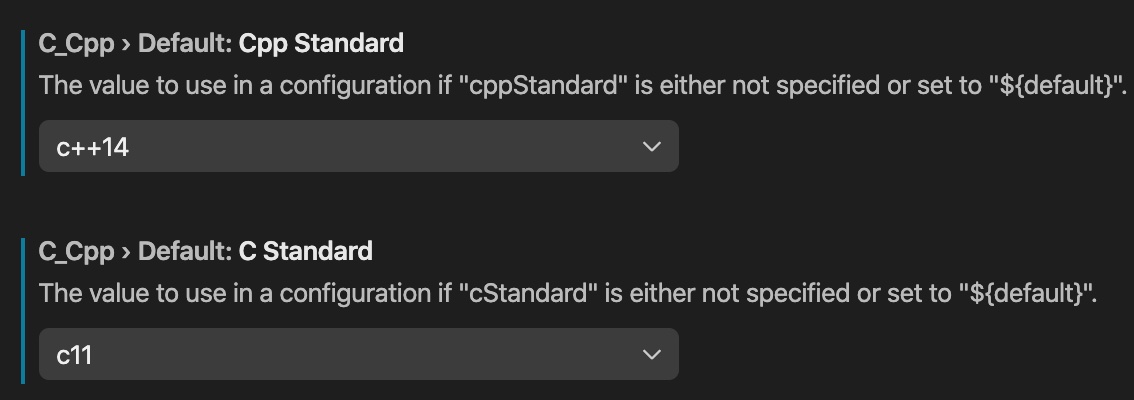 C_Cpp › Default: Cpp Standard
The value to use in a configuration if "cppStandard" is either not specified or set to "${default}".
c++14
C_Cpp › Default: C Standard
The value to use in a configuration if "cStandard" is either not specified or set to "${default}".
c11